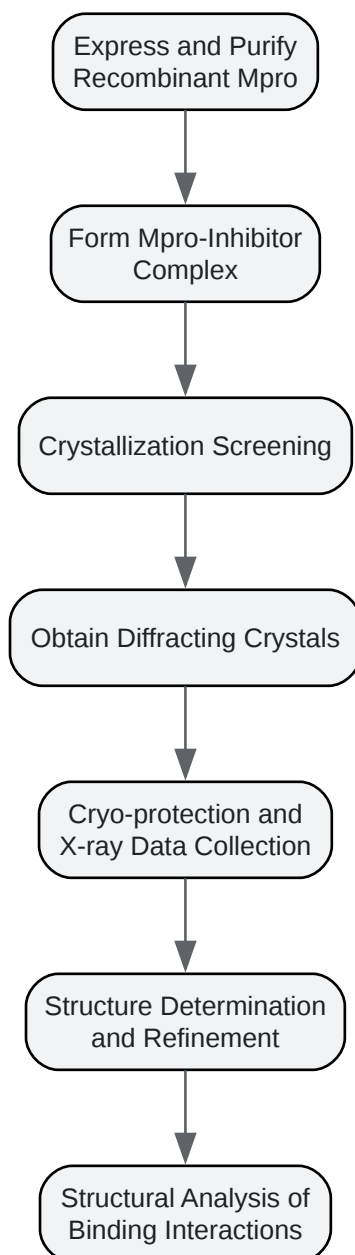 Express and Purify
Recombinant Mpro
Form Mpro-Inhibitor
Complex
Crystallization Screening
Obtain Diffracting Crystals
Cryo-protection and
X-ray Data Collection
Structure Determination
and Refinement
Structural Analysis of
Binding Interactions